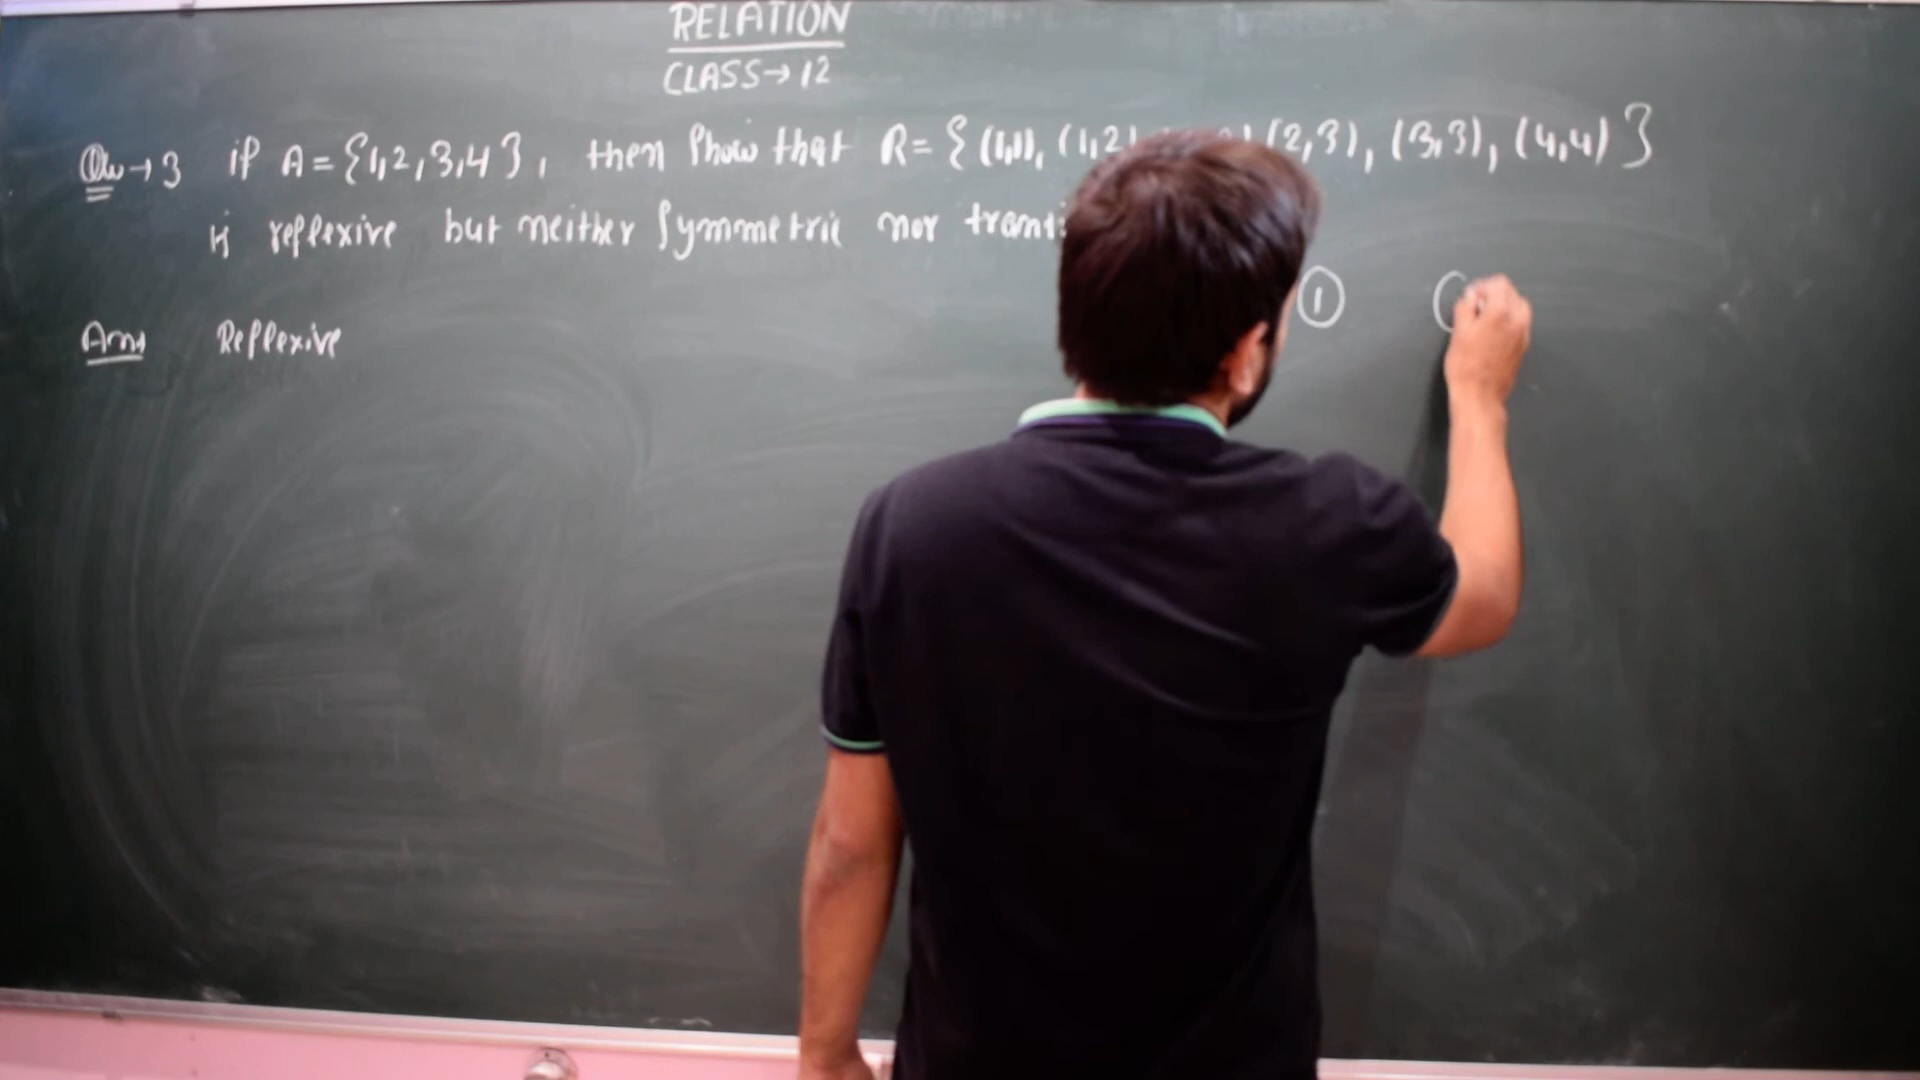 RELATION
CLASS→12
Qu→3 if A={1,2,3,4}, then Show that R={(1,1), (1,2) (2,3), (3,3), (4,4)}
is reflexive but neither Symmetric nor
①
Ans Reflexive